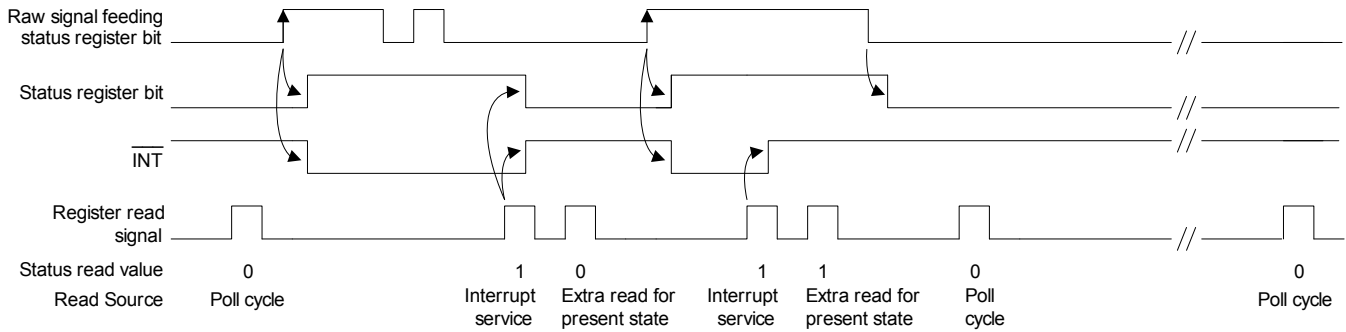 Raw signal feeding
status register bit
//
Status register bit
//
INT
//
Register read
signal
//
Status read value 0 1 0 1 1 0 0
Read Source Poll cycle Interrupt Extra read for Interrupt Extra read for Poll Poll cycle
service present state service present state cycle